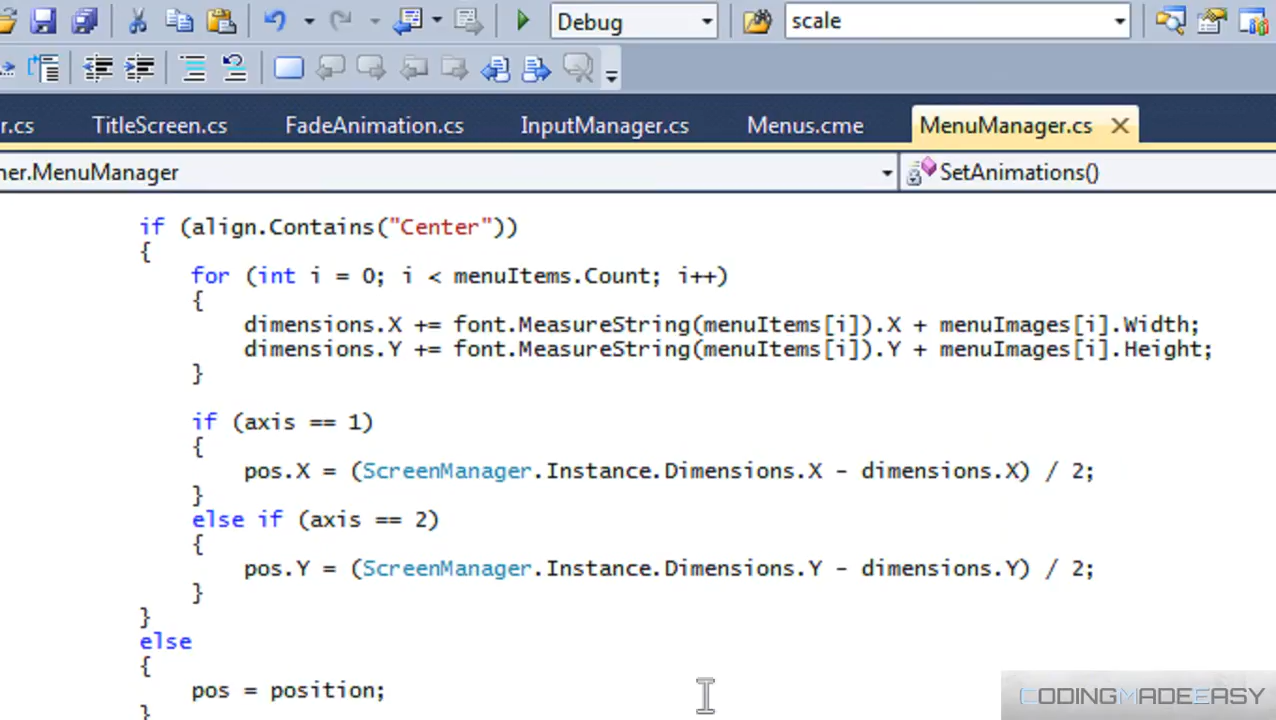 Debug scale
r.cs TitleScreen.cs FadeAnimation.cs InputManager.cs Menus.cme MenuManager.cs
ner.MenuManager SetAnimations()
if (align.Contains("Center"))
{
for (int i = 0; i < menuItems.Count; i++)
{
dimensions.X += font.MeasureString(menuItems[i]).X + menuImages[i].Width;
dimensions.Y += font.MeasureString(menuItems[i]).Y + menuImages[i].Height;
}
if (axis == 1)
{
pos.X = (ScreenManager.Instance.Dimensions.X - dimensions.X) / 2;
}
else if (axis == 2)
{
pos.Y = (ScreenManager.Instance.Dimensions.Y - dimensions.Y) / 2;
}
}
else
{
pos = position;
}
CODINGMADEEASY